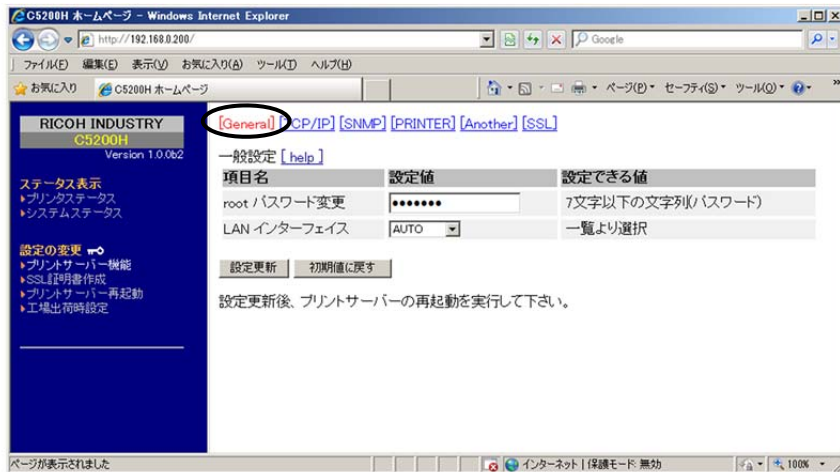 C5200H ホームページ - Windows Internet Explorer
http://192.168.0.200/
Google
ファイル(F) 編集(E) 表示(V) お気に入り(A) ツール(T) ヘルプ(H)
お気に入り C5200H ホームページ
ページ(P) セーフティ(S) ツール(O)
RICOH INDUSTRY
C5200H
Version 1.0.0b2
ステータス表示
プリンタステータス
システムステータス
設定の変更
プリントサーバー機能
SSL証明書作成
プリントサーバー再起動
工場出荷時設定
[General] [TCP/IP] [SNMP] [PRINTER] [Another] [SSL]
一般設定 [ help ]
項目名 設定値 設定できる値
root パスワード変更 ●●●●●●● 7文字以下の文字列(パスワード)
LAN インターフェイス AUTO 一覧より選択
設定更新 初期値に戻す
設定更新後、プリントサーバーの再起動を実行して下さい。
ページが表示されました インターネット | 保護モード: 無効 100%